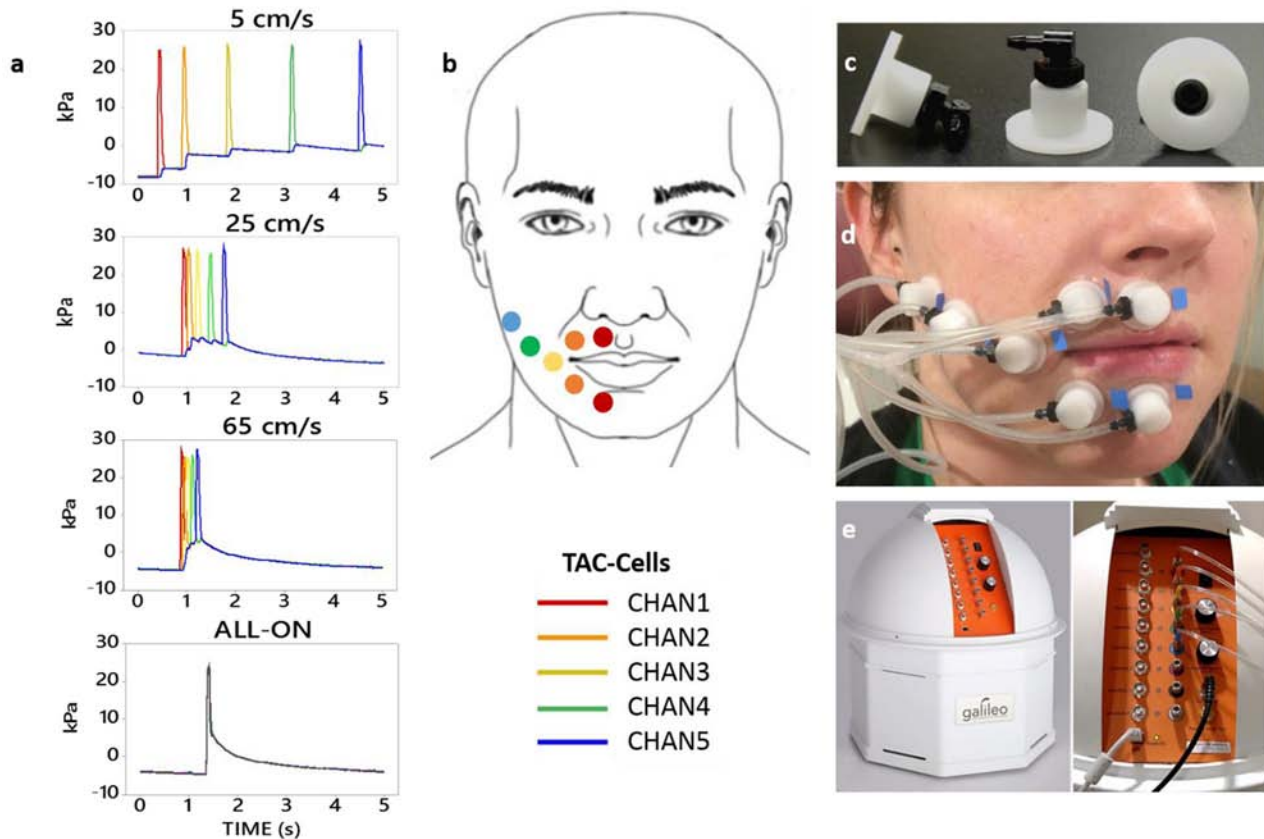 a
5 cm/s
kPa
30
20
10
0
-10
0 1 2 3 4 5
25 cm/s
kPa
30
20
10
0
-10
0 1 2 3 4 5
65 cm/s
kPa
30
20
10
0
-10
0 1 2 3 4 5
ALL-ON
kPa
30
20
10
0
-10
0 1 2 3 4 5
TIME (s)
b
TAC-Cells
CHAN1
CHAN2
CHAN3
CHAN4
CHAN5
c
d
e
galileo